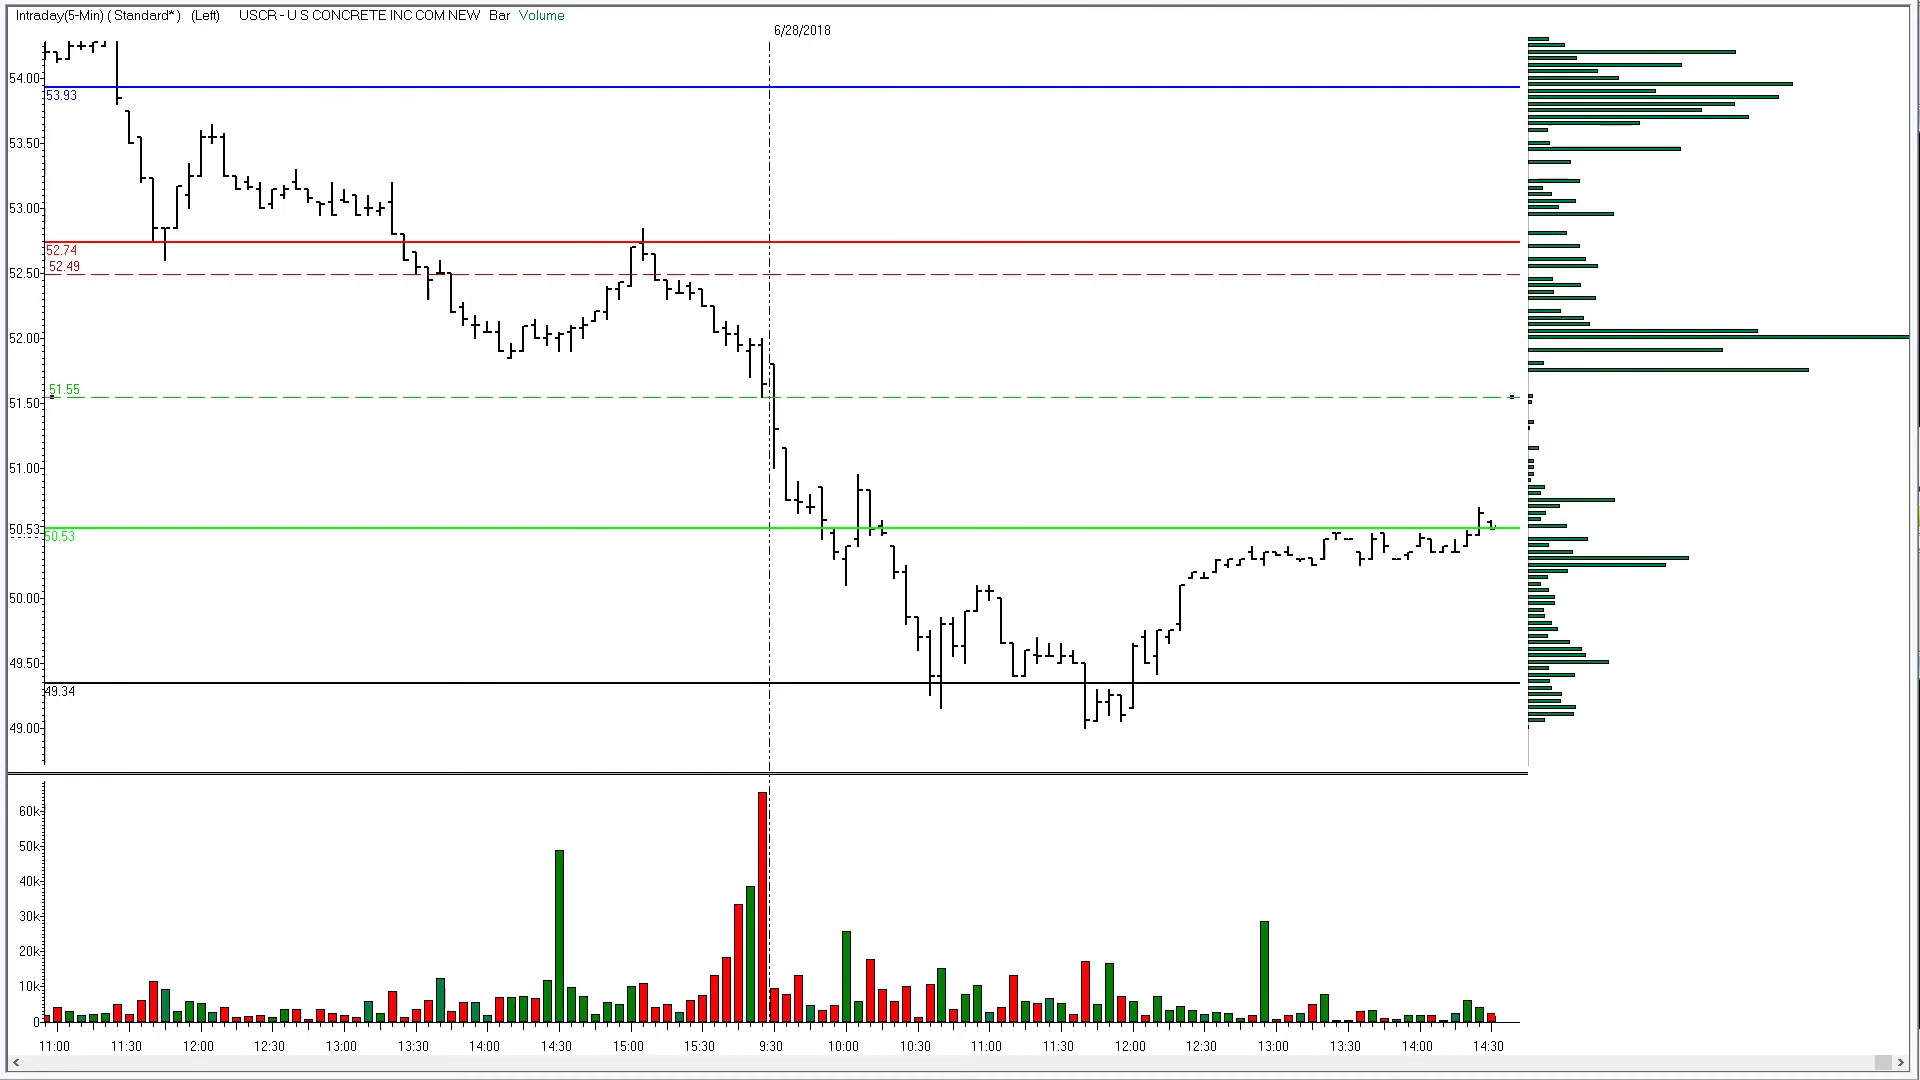 Intraday(5-Min) ( Standard* ) (Left) USCR - U S CONCRETE INC COM NEW Bar Volume
6/28/2018
54.00
53.93
53.50
53.00
52.74
52.49
52.50
52.00
51.55
51.50
51.00
50.53
50.53
50.00
49.50
49.34
49.00
60k
50k
40k
30k
20k
10k
0
11:00 11:30 12:00 12:30 13:00 13:30 14:00 14:30 15:00 15:30 9:30 10:00 10:30 11:00 11:30 12:00 12:30 13:00 13:30 14:00 14:30